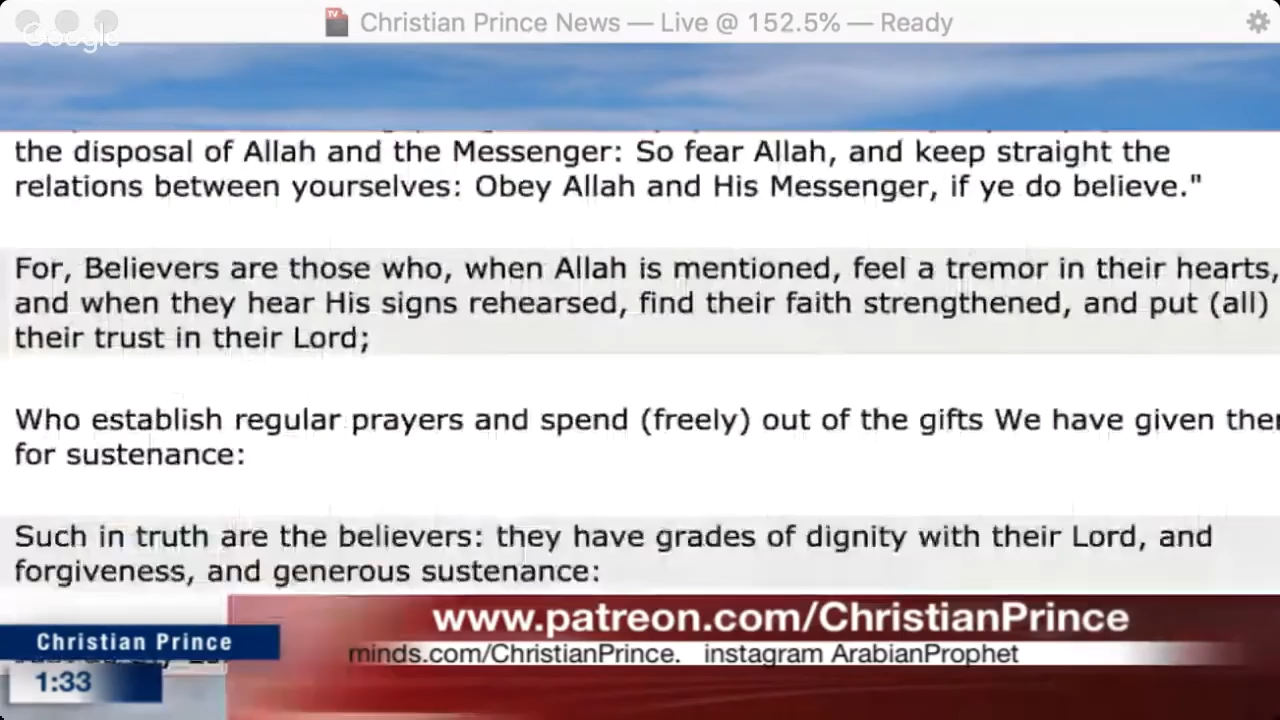 Christian Prince News — Live @ 152.5% — Ready
Google
the disposal of Allah and the Messenger: So fear Allah, and keep straight the
relations between yourselves: Obey Allah and His Messenger, if ye do believe."
For, Believers are those who, when Allah is mentioned, feel a tremor in their hearts,
and when they hear His signs rehearsed, find their faith strengthened, and put (all)
their trust in their Lord;
Who establish regular prayers and spend (freely) out of the gifts We have given
for sustenance:
Such in truth are the believers: they have grades of dignity with their Lord, and
forgiveness, and generous sustenance:
www.patreon.com/ChristianPrince
Christian Prince
minds.com/ChristianPrince. instagram ArabianProphet
1:33